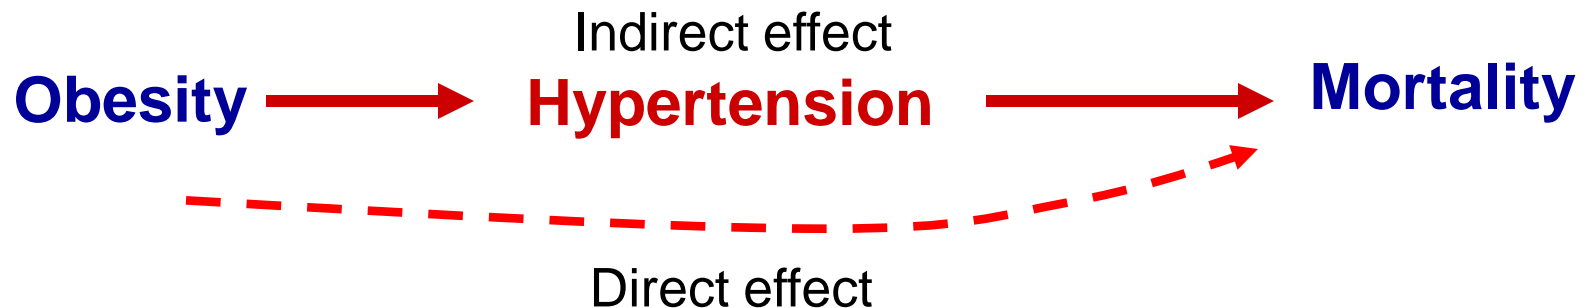 Indirect effect
Obesity
Hypertension
Mortality
Direct effect